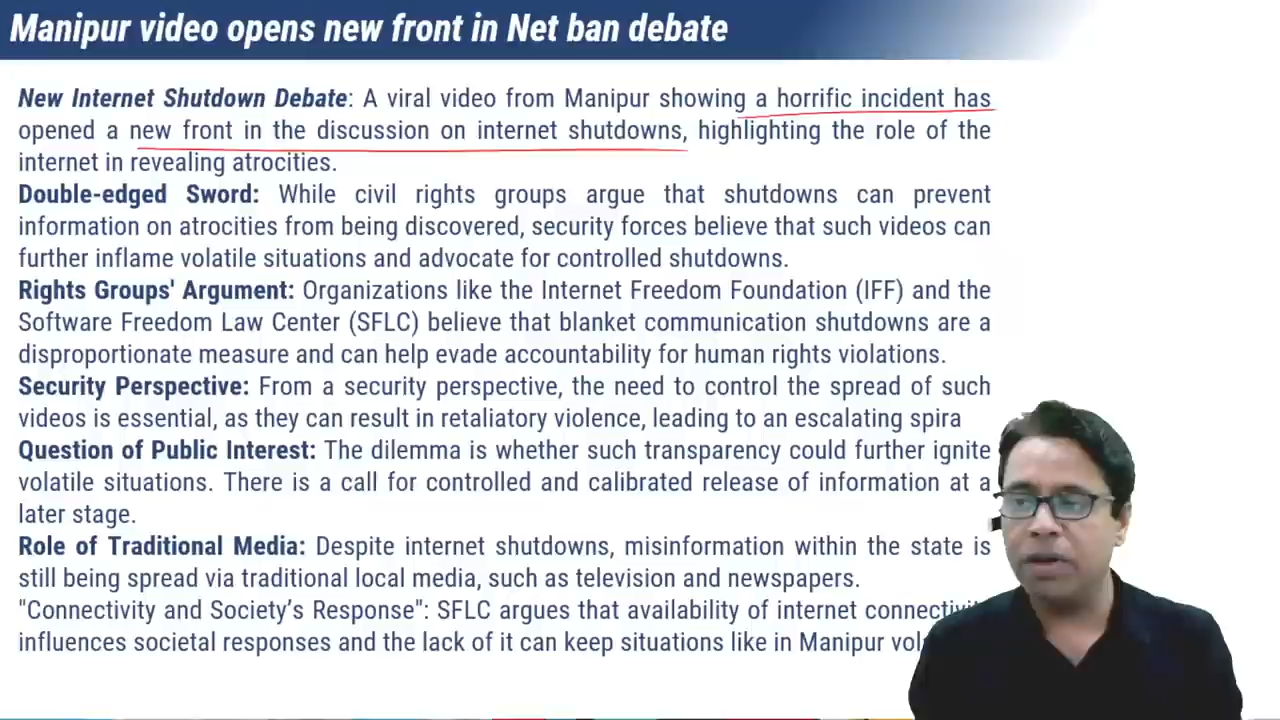 Manipur video opens new front in Net ban debate
New Internet Shutdown Debate: A viral video from Manipur showing a horrific incident has
opened a new front in the discussion on internet shutdowns, highlighting the role of the
internet in revealing atrocities.
Double-edged Sword: While civil rights groups argue that shutdowns can prevent
information on atrocities from being discovered, security forces believe that such videos can
further inflame volatile situations and advocate for controlled shutdowns.
Rights Groups' Argument: Organizations like the Internet Freedom Foundation (IFF) and the
Software Freedom Law Center (SFLC) believe that blanket communication shutdowns are a
disproportionate measure and can help evade accountability for human rights violations.
Security Perspective: From a security perspective, the need to control the spread of such
videos is essential, as they can result in retaliatory violence, leading to an escalating spira
Question of Public Interest: The dilemma is whether such transparency could further ignite
volatile situations. There is a call for controlled and calibrated release of information at a
later stage.
Role of Traditional Media: Despite internet shutdowns, misinformation within the state is
still being spread via traditional local media, such as television and newspapers.
"Connectivity and Society’s Response": SFLC argues that availability of internet
influences societal responses and the lack of it can keep situations like in Manipur